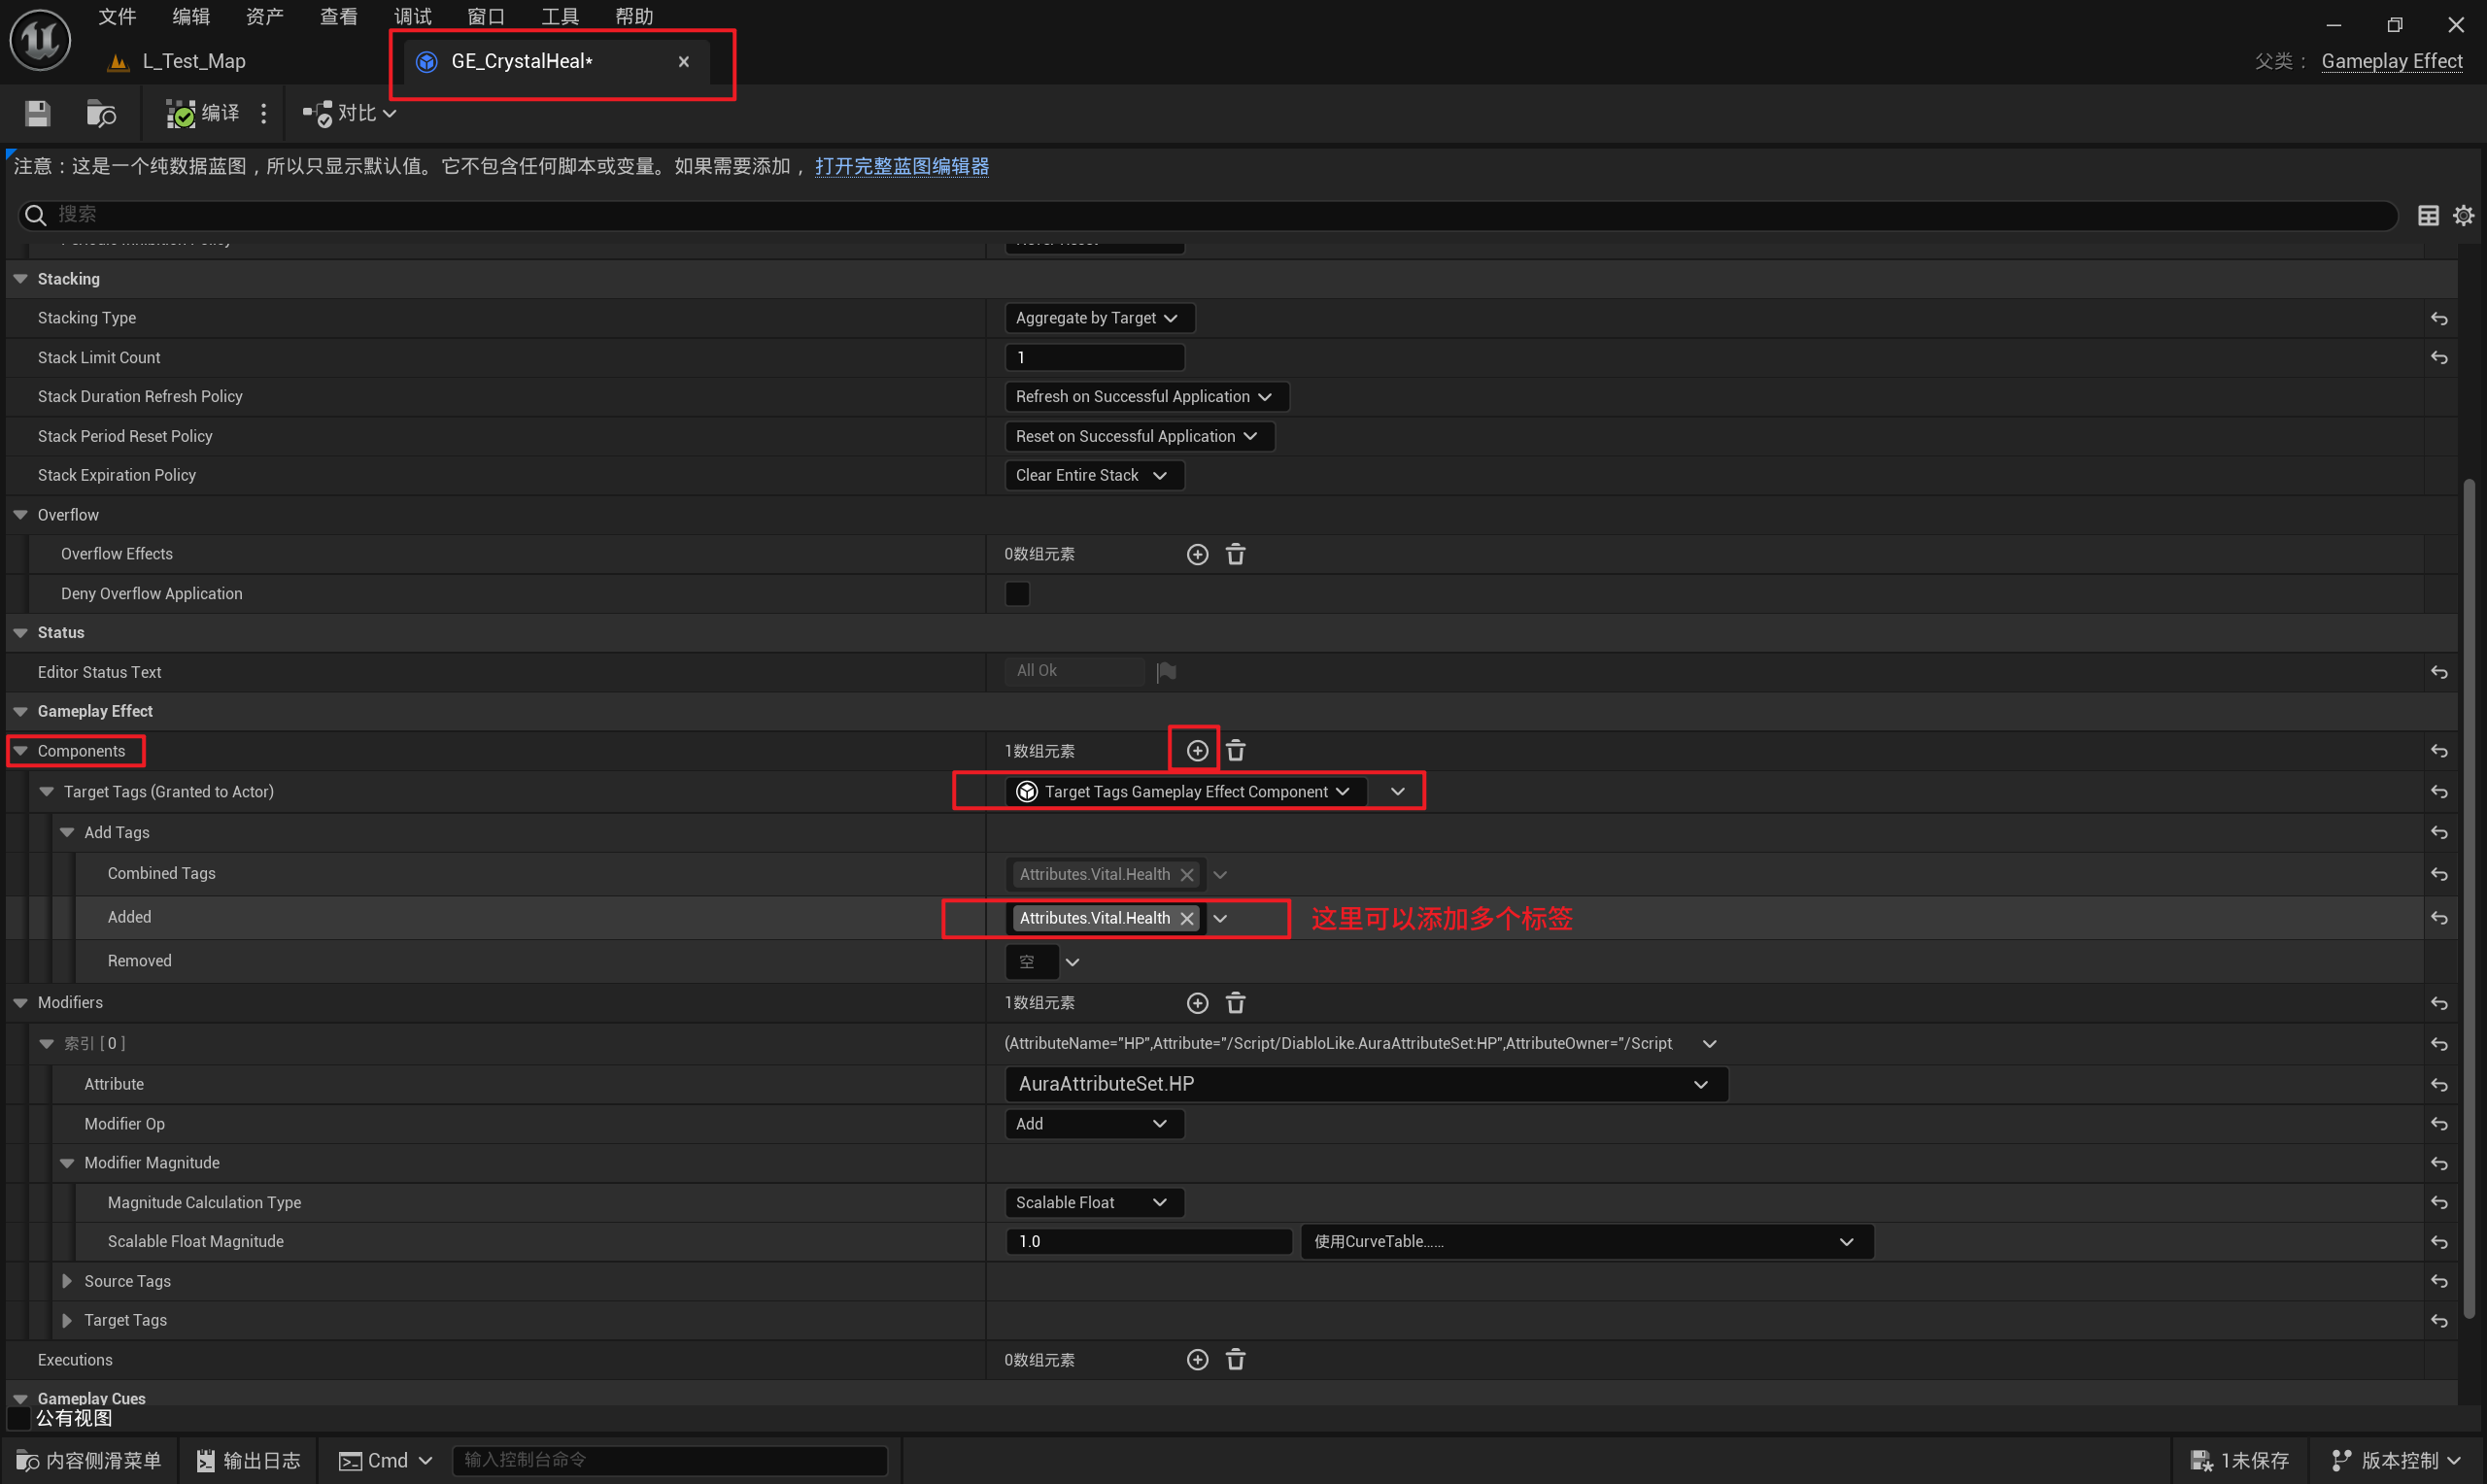 文件 编辑 资产 查看 调试 窗口 工具 帮助
L_Test_Map
GE_CrystalHeal*
父类： Gameplay Effect
编译
对比
注意：这是一个纯数据蓝图，所以只显示默认值。它不包含任何脚本或变量。如果需要添加，打开完整蓝图编辑器
搜索
Stacking
Stacking Type Aggregate by Target
Stack Limit Count 1
Stack Duration Refresh Policy Refresh on Successful Application
Stack Period Reset Policy Reset on Successful Application
Stack Expiration Policy Clear Entire Stack
Overflow
Overflow Effects 0数组元素
Deny Overflow Application
Status
Editor Status Text All Ok
Gameplay Effect
Components 1数组元素
Target Tags (Granted to Actor) Target Tags Gameplay Effect Component
Add Tags
Combined Tags Attributes.Vital.Health
Added Attributes.Vital.Health 这里可以添加多个标签
Removed 空
Modifiers 1数组元素
索引 [ 0 ] (AttributeName="HP",Attribute="/Script/DiabloLike.AuraAttributeSet:HP",AttributeOwner="/Script
Attribute AuraAttributeSet.HP
Modifier Op Add
Modifier Magnitude
Magnitude Calculation Type Scalable Float
Scalable Float Magnitude 1.0 使用CurveTable......
Source Tags
Target Tags
Executions 0数组元素
Gameplay Cues
公有视图
内容侧滑菜单 输出日志 Cmd 输入控制台命令 1未保存 版本控制